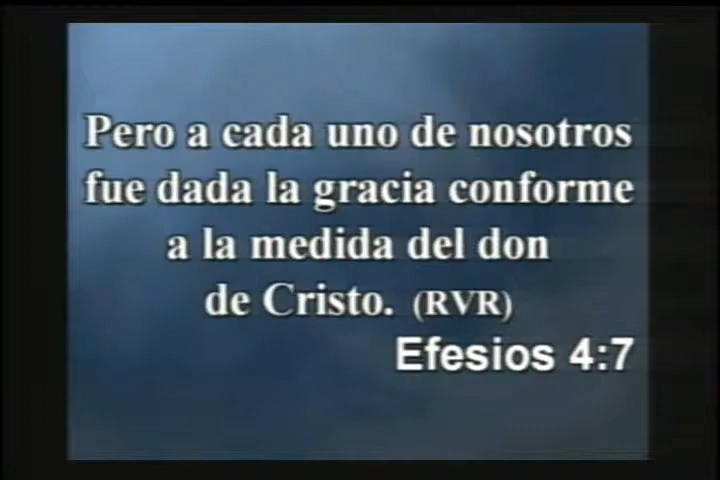 Pero a cada uno de nosotros
fue dada la gracia conforme
a la medida del don
de Cristo. (RVR)
Efesios 4:7